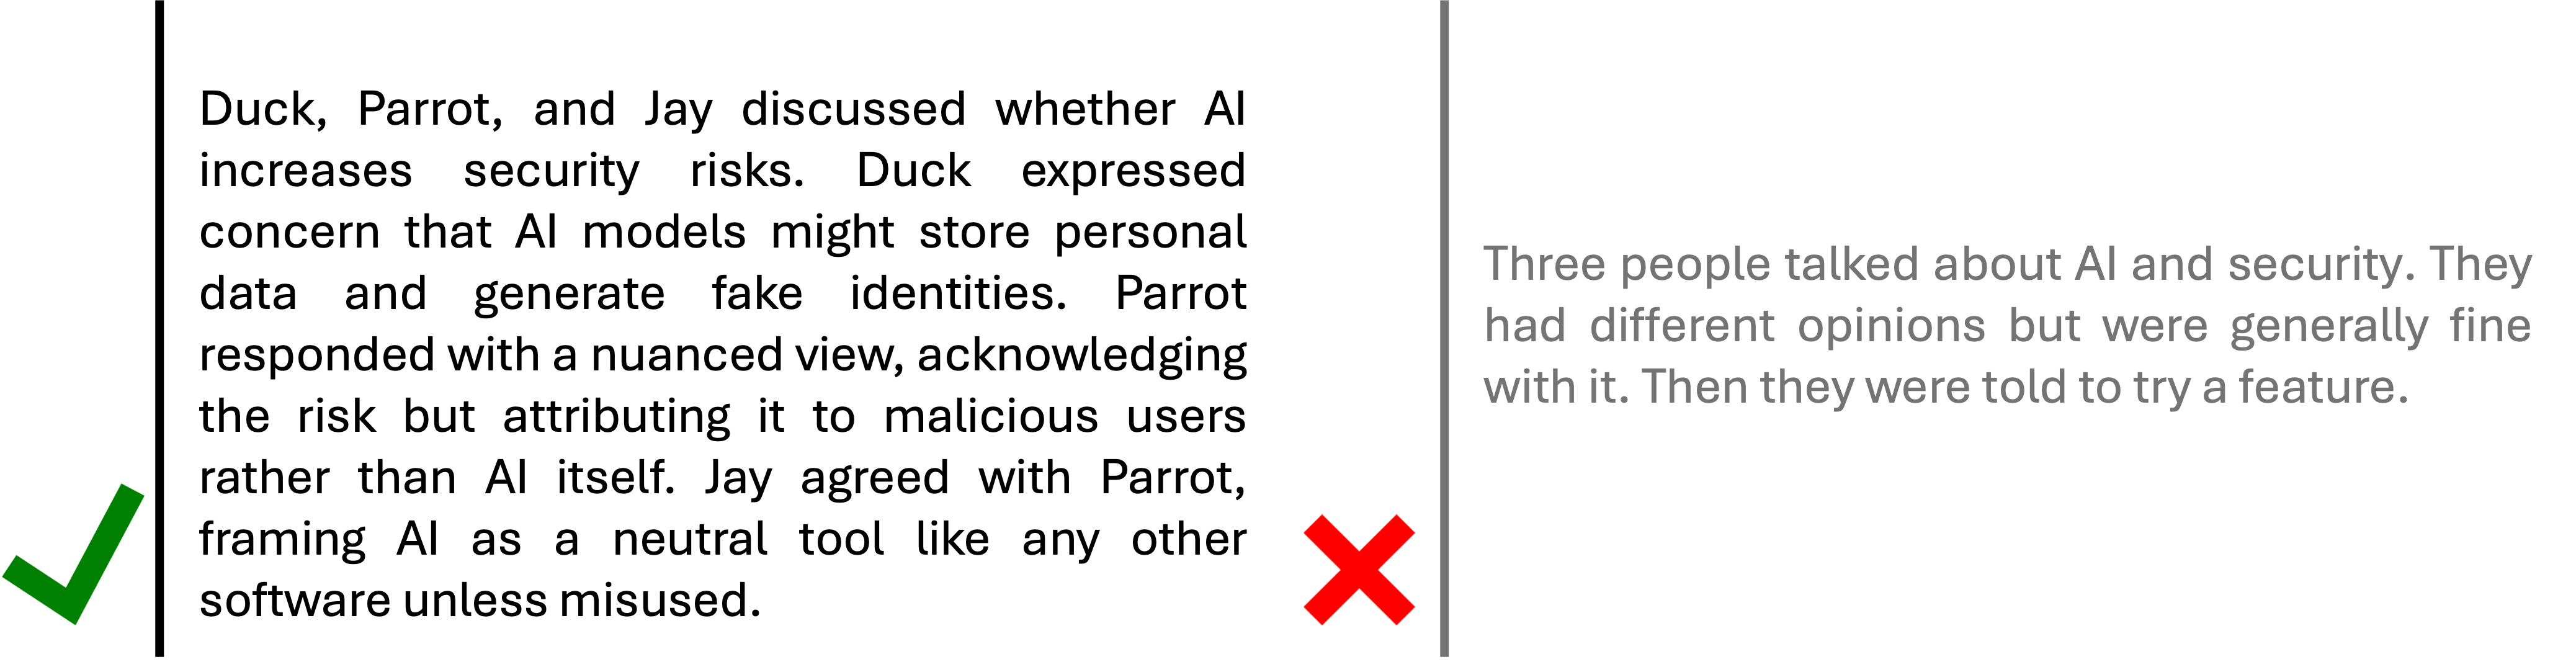 Duck, Parrot, and Jay discussed whether AI
increases security risks. Duck expressed
concern that AI models might store personal
data and generate fake identities. Parrot
responded with a nuanced view, acknowledging
the risk but attributing it to malicious users
rather than AI itself. Jay agreed with Parrot,
framing AI as a neutral tool like any other
software unless misused.
Three people talked about AI and security. They
had different opinions but were generally fine
with it. Then they were told to try a feature.